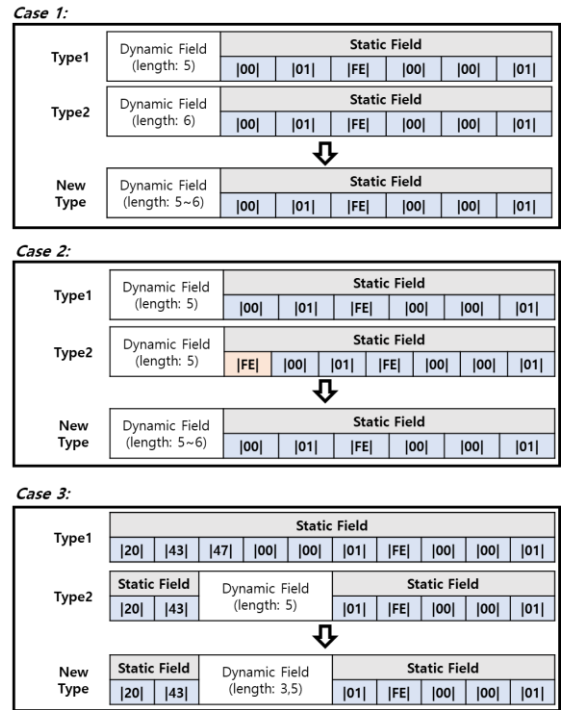 Case 1:
Static Field
Type1 Dynamic Field
(length: 5)
|00| |01| |FE| |00| |00| |01|
Static Field
Type2 Dynamic Field
(length: 6)
|00| |01| |FE| |00| |00| |01|
Static Field
New
Type
Dynamic Field
(length: 5~6)
|00| |01| |FE| |00| |00| |01|
Case 2:
Static Field
Type1 Dynamic Field
(length: 5)
|00| |01| |FE| |00| |00| |01|
Static Field
Type2 Dynamic Field
(length: 5)
|FE| |00| |01| |FE| |00| |00| |01|
Static Field
New
Type
Dynamic Field
(length: 5~6)
|00| |01| |FE| |00| |00| |01|
Case 3:
Static Field
Type1
|20| |43| |47| |00| |00| |01| |FE| |00| |00| |01|
Static Field Static Field
Type2 Dynamic Field
(length: 5)
|20| |43| |01| |FE| |00| |00| |01|
Static Field Static Field
New
Type
Dynamic Field
(length: 3,5)
|20| |43| |01| |FE| |00| |00| |01|